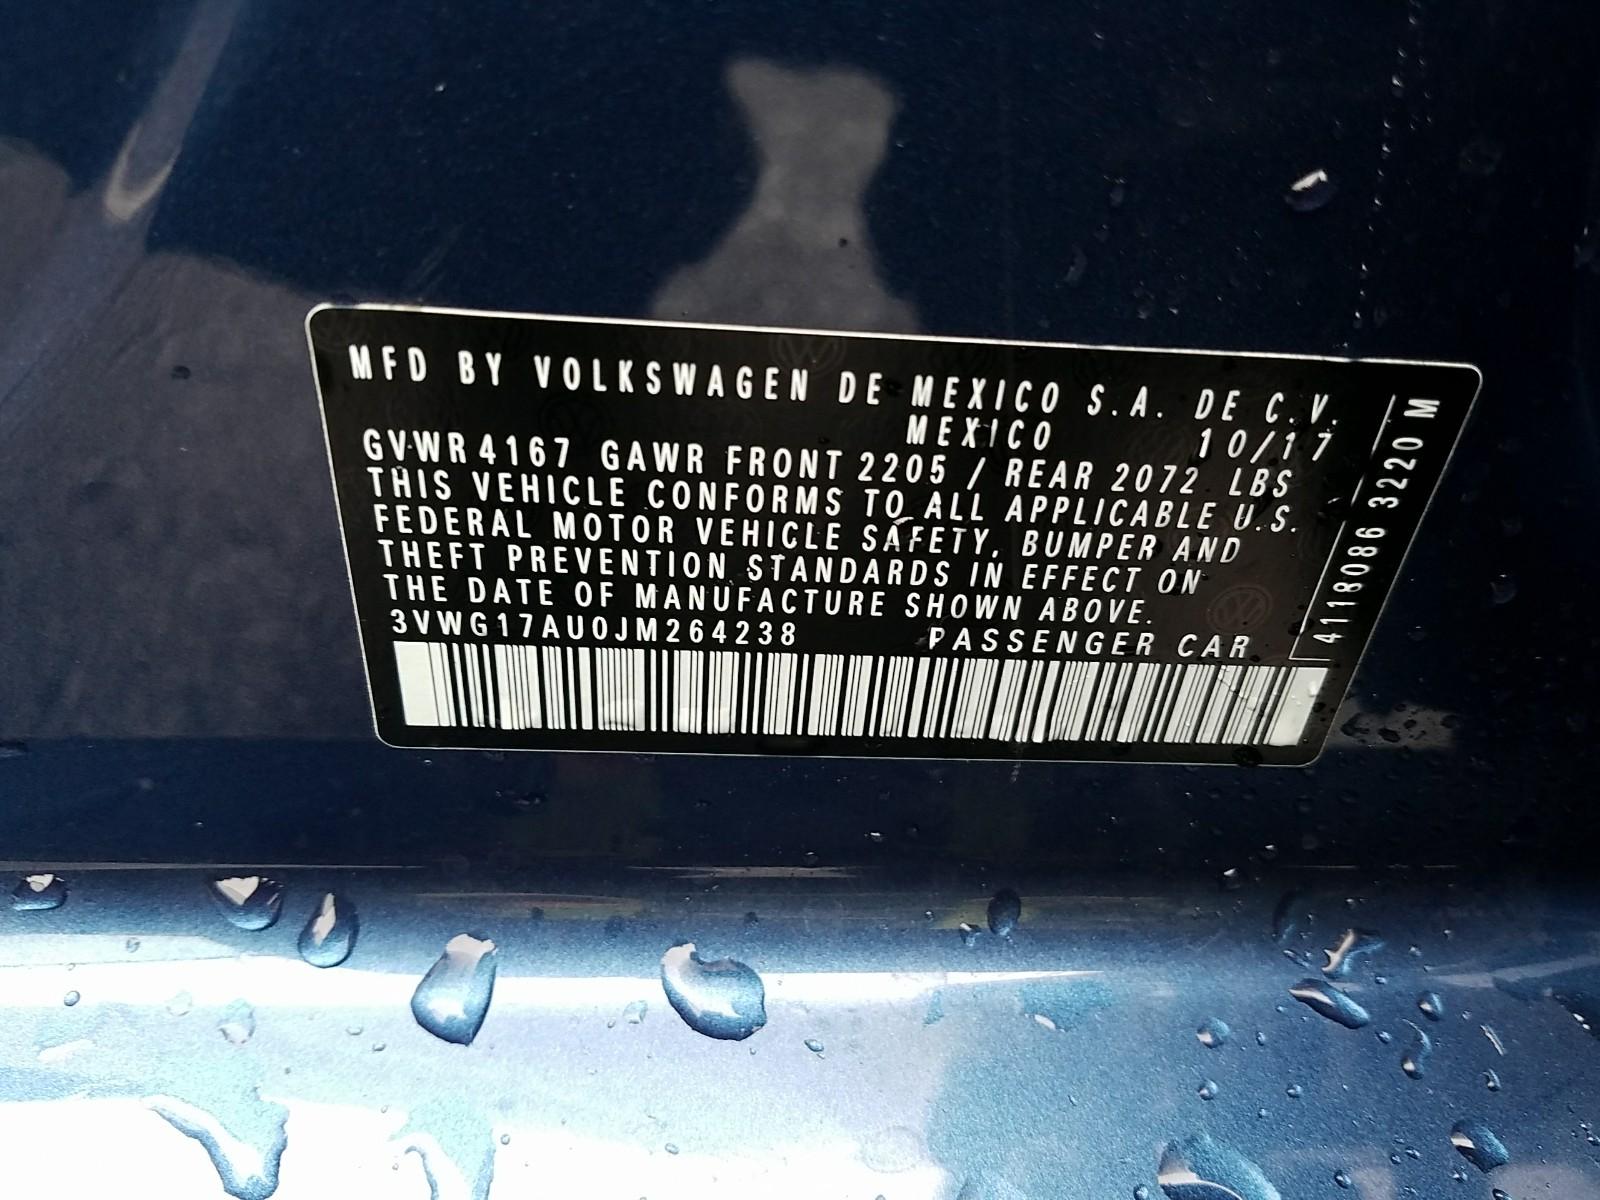 MFD BY VOLKSWAGEN DE MEXICO S.A. DE C.V.
MEXICO 10/17
GVWR 4167 GAWR FRONT 2205 / REAR 2072 LBS
THIS VEHICLE CONFORMS TO ALL APPLICABLE U.S.
FEDERAL MOTOR VEHICLE SAFETY, BUMPER AND
THEFT PREVENTION STANDARDS IN EFFECT ON
THE DATE OF MANUFACTURE SHOWN ABOVE.
3VWG17AU0JM264238 PASSENGER CAR
4118086 3220 M